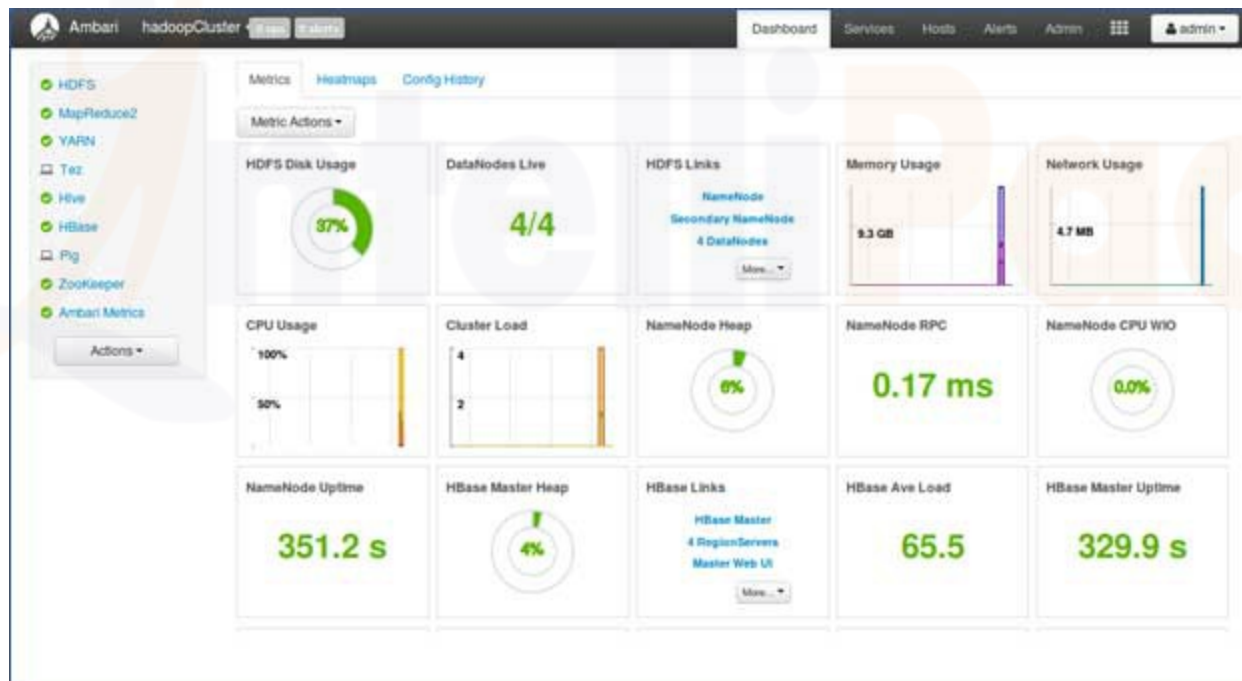 Ambari hadoopCluster 0 ops 0 alerts Dashboard Services Hosts Alerts Admin admin
HDFS
MapReduce2
YARN
Tez
Hive
HBase
Pig
ZooKeeper
Ambari Metrics
Actions
Metrics Heatmaps Config History
Metric Actions
HDFS Disk Usage
37%
DataNodes Live
4/4
HDFS Links
NameNode
Secondary NameNode
4 DataNodes
More...
Memory Usage
9.3 GB
Network Usage
4.7 MB
CPU Usage
100%
50%
Cluster Load
4
2
NameNode Heap
6%
NameNode RPC
0.17 ms
NameNode CPU WIO
0.0%
NameNode Uptime
351.2 s
HBase Master Heap
4%
HBase Links
HBase Master
4 RegionServers
Master Web UI
More...
HBase Ave Load
65.5
HBase Master Uptime
329.9 s